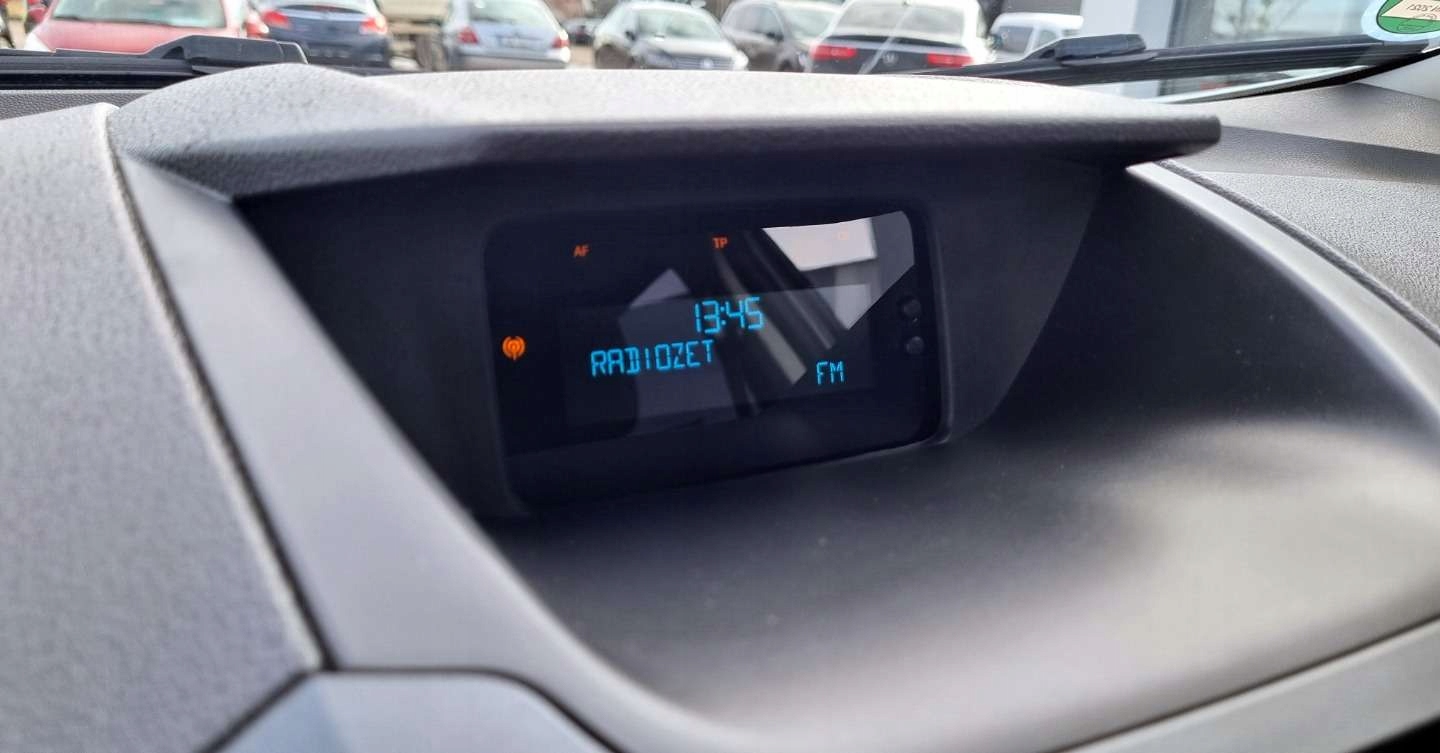 AF TP
13:45
RADIOZET
FM